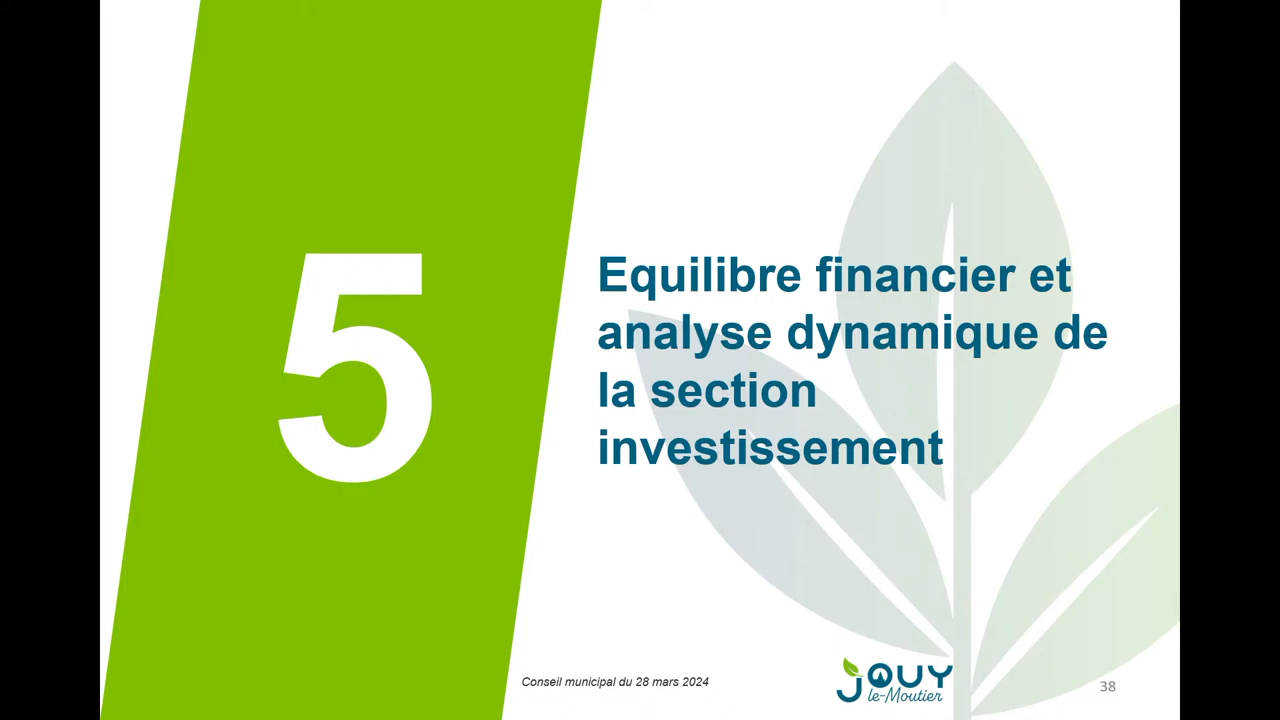 5
Equilibre financier et
analyse dynamique de
la section
investissement
Conseil municipal du 28 mars 2024
JOUY
le-Moutier
38